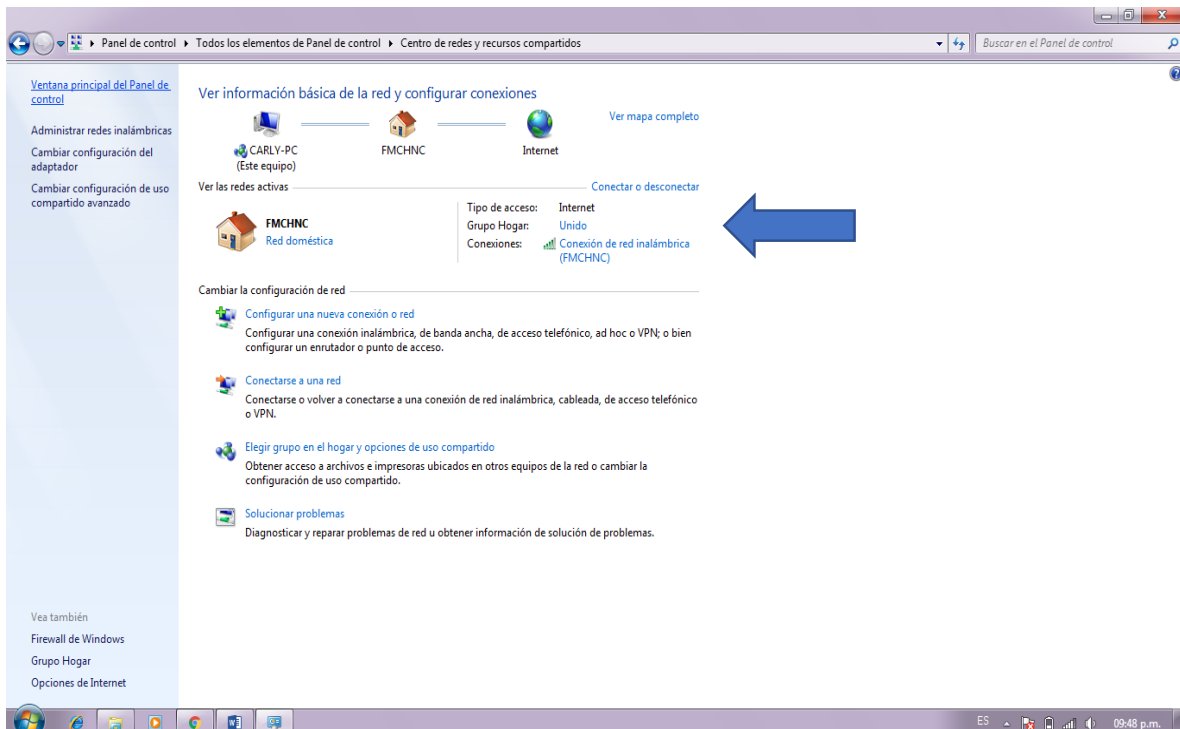 Panel de control ▸ Todos los elementos de Panel de control ▸ Centro de redes y recursos compartidos
Buscar en el Panel de control
Ventana principal del Panel de
control
Administrar redes inalámbricas
Cambiar configuración del
adaptador
Cambiar configuración de uso
compartido avanzado
Ver información básica de la red y configurar conexiones
Ver mapa completo
CARLY-PC
(Este equipo)
FMCHNC
Internet
Ver las redes activas
Conectar o desconectar
FMCHNC
Red doméstica
Tipo de acceso: Internet
Grupo Hogar: Unido
Conexiones: Conexión de red inalámbrica
(FMCHNC)
Cambiar la configuración de red
Configurar una nueva conexión o red
Configurar una conexión inalámbrica, de banda ancha, de acceso telefónico, ad hoc o VPN; o bien
configurar un enrutador o punto de acceso.
Conectarse a una red
Conectarse o volver a conectarse a una conexión de red inalámbrica, cableada, de acceso telefónico
o VPN.
Elegir grupo en el hogar y opciones de uso compartido
Obtener acceso a archivos e impresoras ubicados en otros equipos de la red o cambiar la
configuración de uso compartido.
Solucionar problemas
Diagnosticar y reparar problemas de red u obtener información de solución de problemas.
Vea también
Firewall de Windows
Grupo Hogar
Opciones de Internet
ES
09:48 p.m.